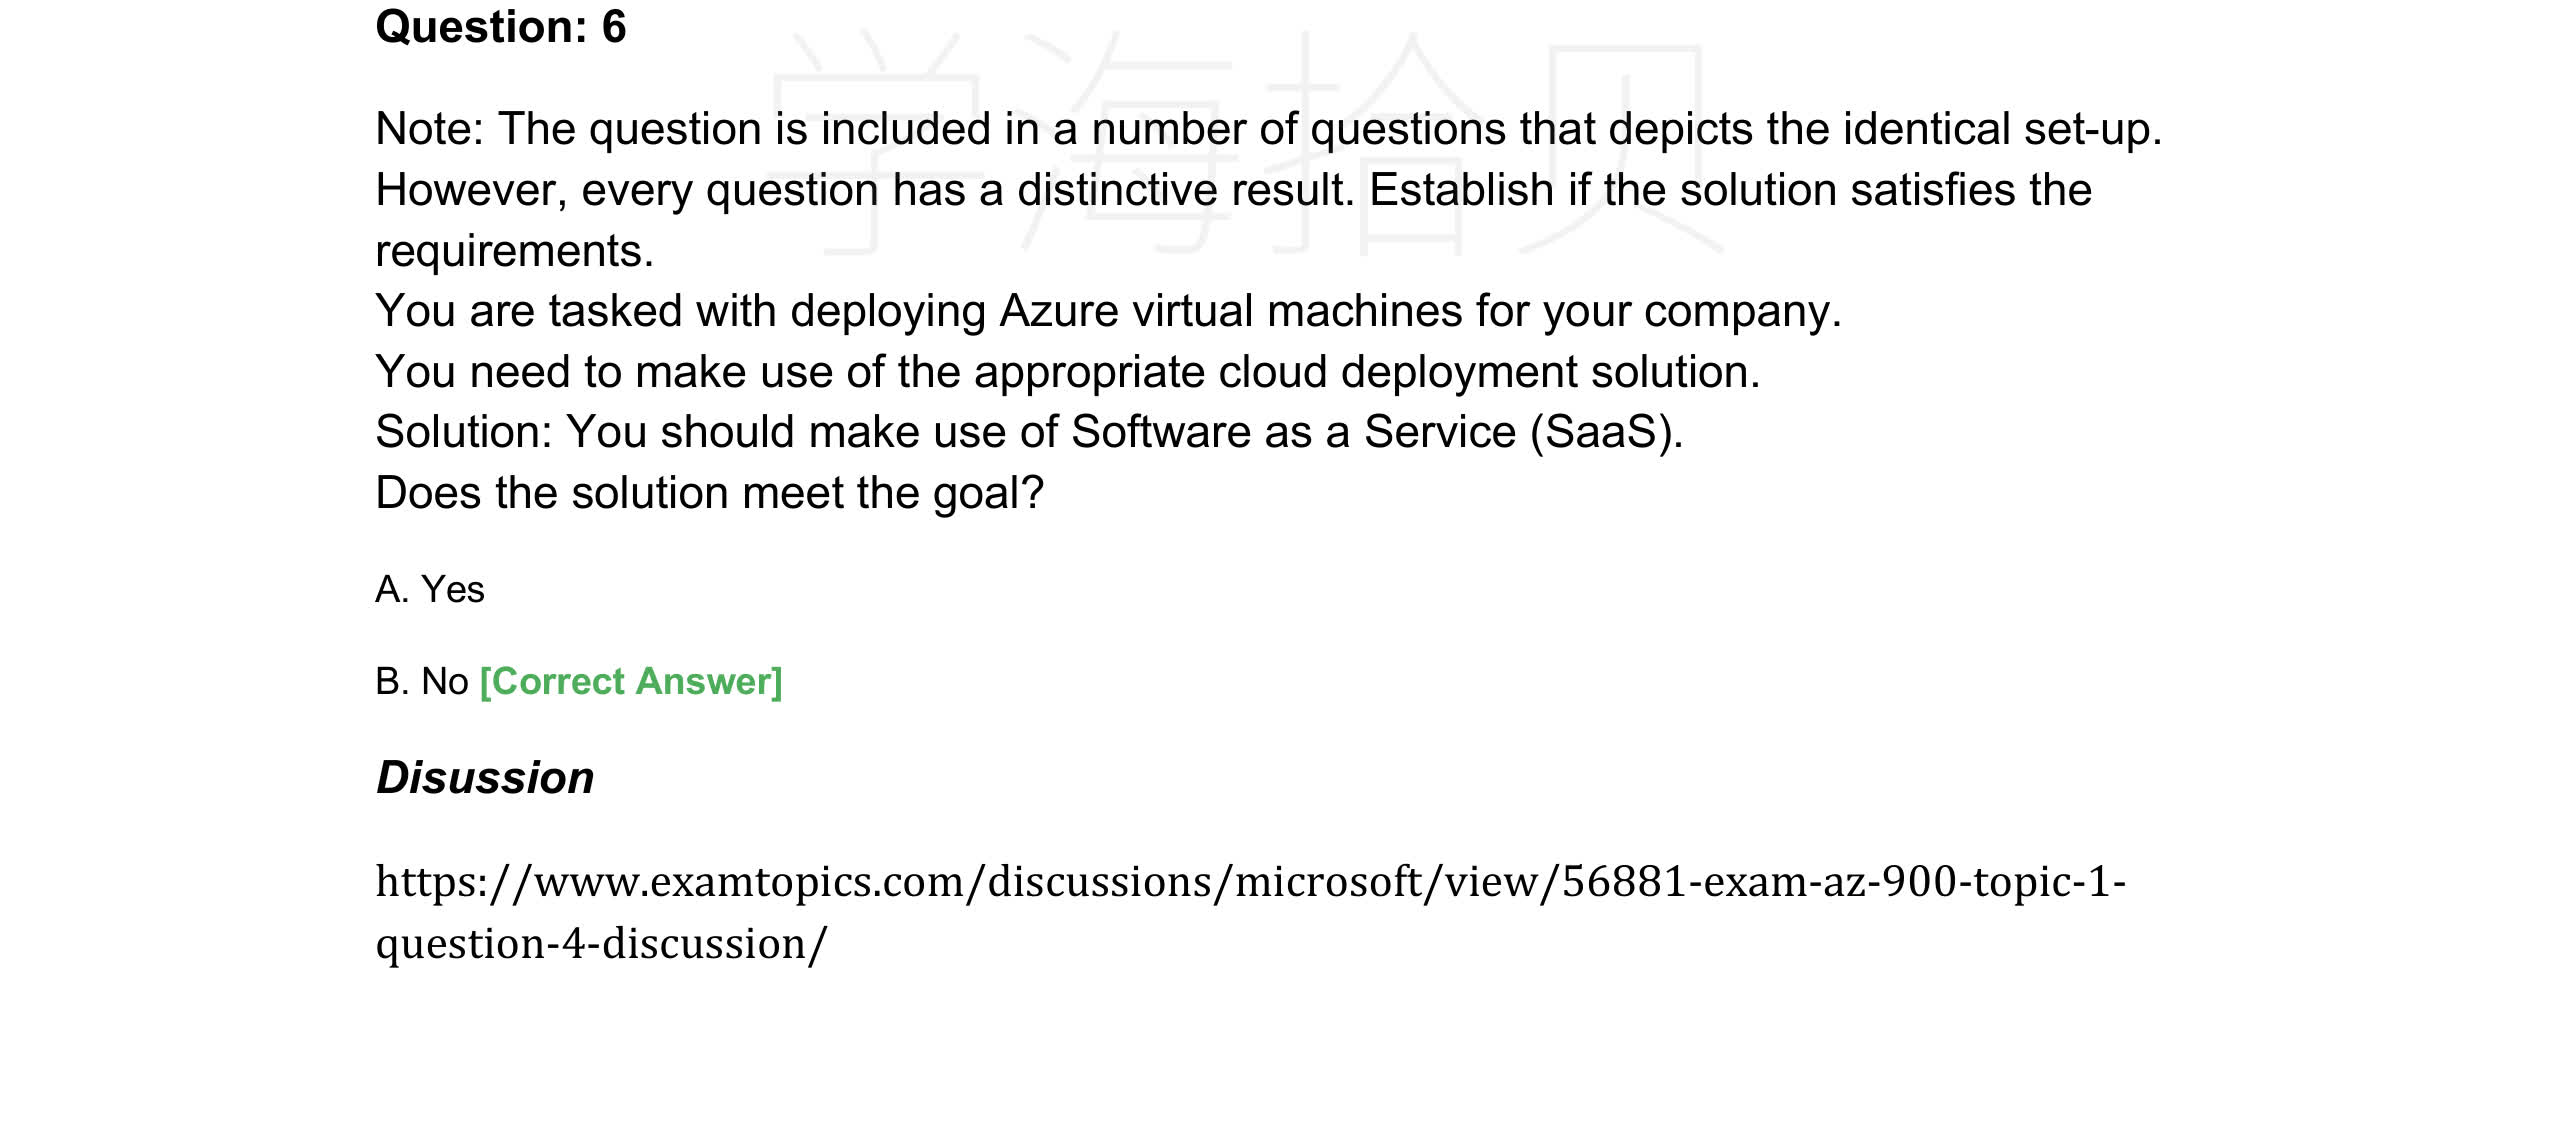 Question: 6
学海拾贝
Note: The question is included in a number of questions that depicts the identical set-up.
However, every question has a distinctive result. Establish if the solution satisfies the
requirements.
You are tasked with deploying Azure virtual machines for your company.
You need to make use of the appropriate cloud deployment solution.
Solution: You should make use of Software as a Service (SaaS).
Does the solution meet the goal?
A. Yes
B. No [Correct Answer]
Disussion
https://www.examtopics.com/discussions/microsoft/view/56881-exam-az-900-topic-1-
question-4-discussion/